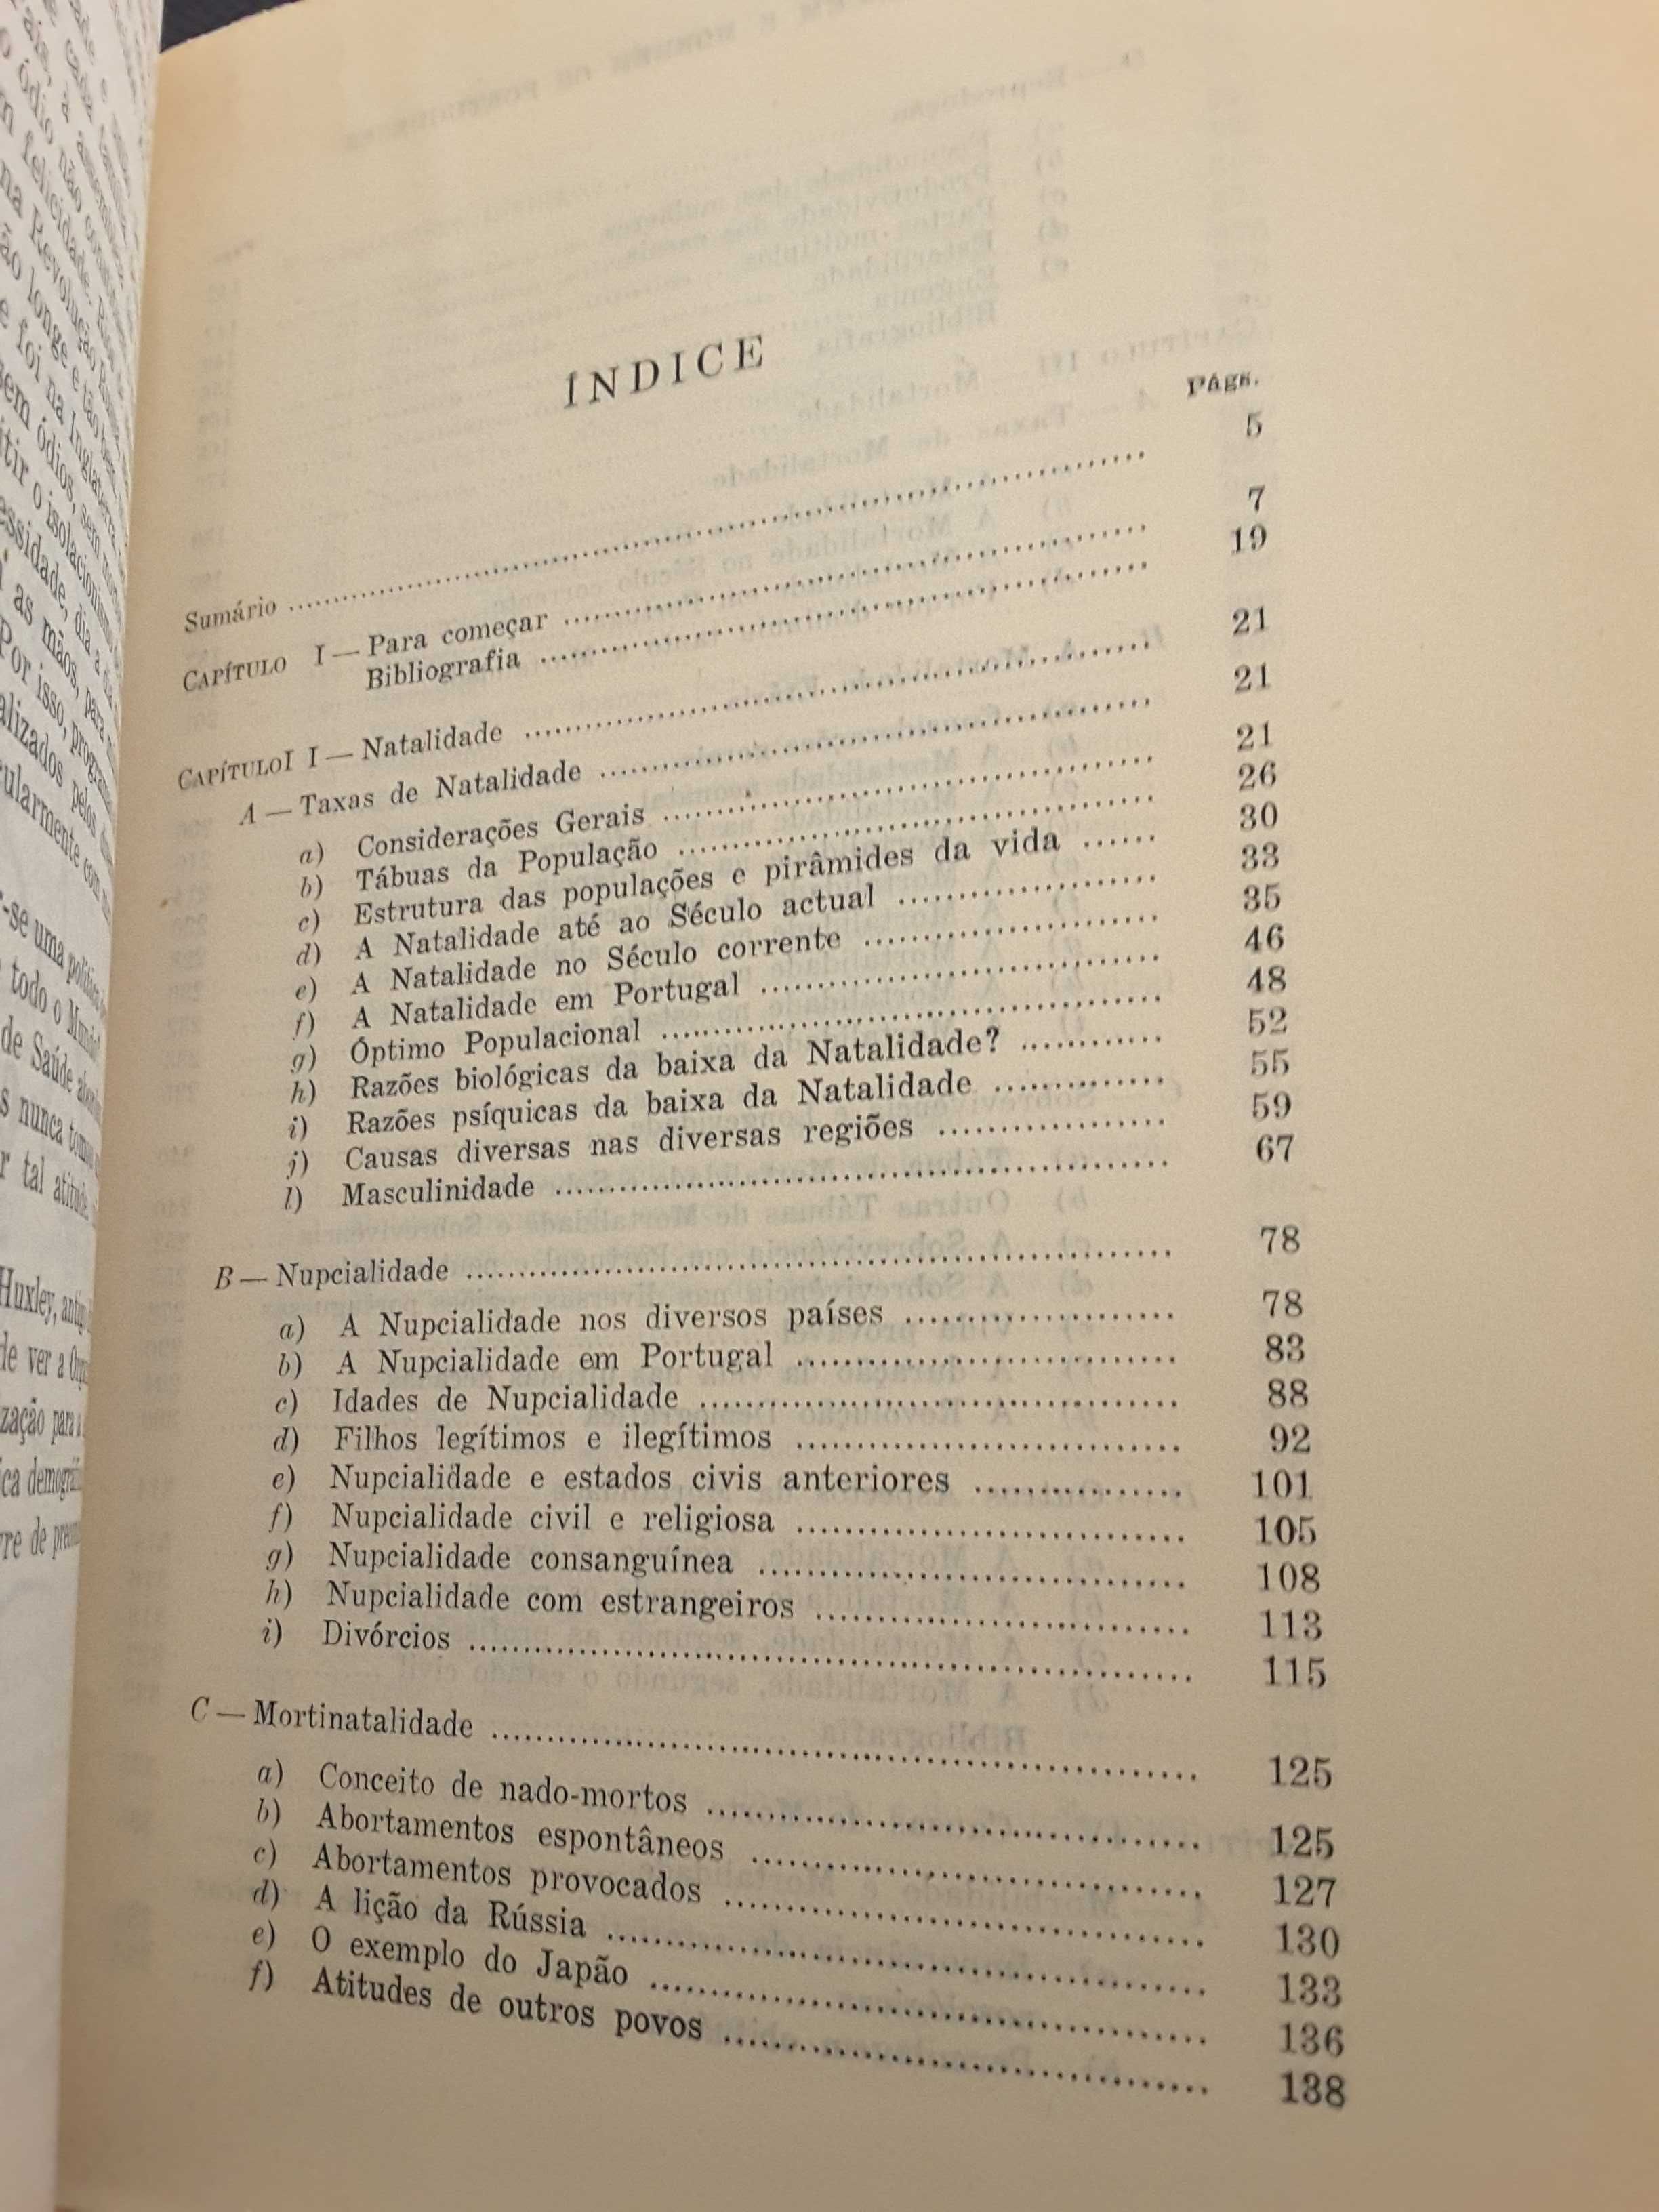 ÍNDICE
Págs.
Sumário ........ 5
CAPÍTULO I — Para começar ........ 7
Bibliografia ........ 19
CAPÍTULOI I — Natalidade ........ 21
A — Taxas de Natalidade ........ 21
a) Considerações Gerais ........ 21
b) Tábuas da População ........ 26
c) Estrutura das populações e pirâmides da vida ...... 30
d) A Natalidade até ao Século actual ........ 33
e) A Natalidade no Século corrente ........ 35
f) A Natalidade em Portugal ........ 46
g) Óptimo Populacional ........ 48
h) Razões biológicas da baixa da Natalidade? ........ 52
i) Razões psíquicas da baixa da Natalidade ........ 55
j) Causas diversas nas diversas regiões ........ 59
l) Masculinidade ........ 67
B — Nupcialidade ........ 78
a) A Nupcialidade nos diversos países ........ 78
b) A Nupcialidade em Portugal ........ 83
c) Idades de Nupcialidade ........ 88
d) Filhos legítimos e ilegítimos ........ 92
e) Nupcialidade e estados civis anteriores ........ 101
f) Nupcialidade civil e religiosa ........ 105
g) Nupcialidade consanguínea ........ 108
h) Nupcialidade com estrangeiros ........ 113
i) Divórcios ........ 115
C — Mortinatalidade ........ 125
a) Conceito de nado-mortos ........ 125
b) Abortamentos espontâneos ........ 127
c) Abortamentos provocados ........ 130
d) A lição da Rússia ........ 133
e) O exemplo do Japão ........ 136
f) Atitudes de outros povos ........ 138